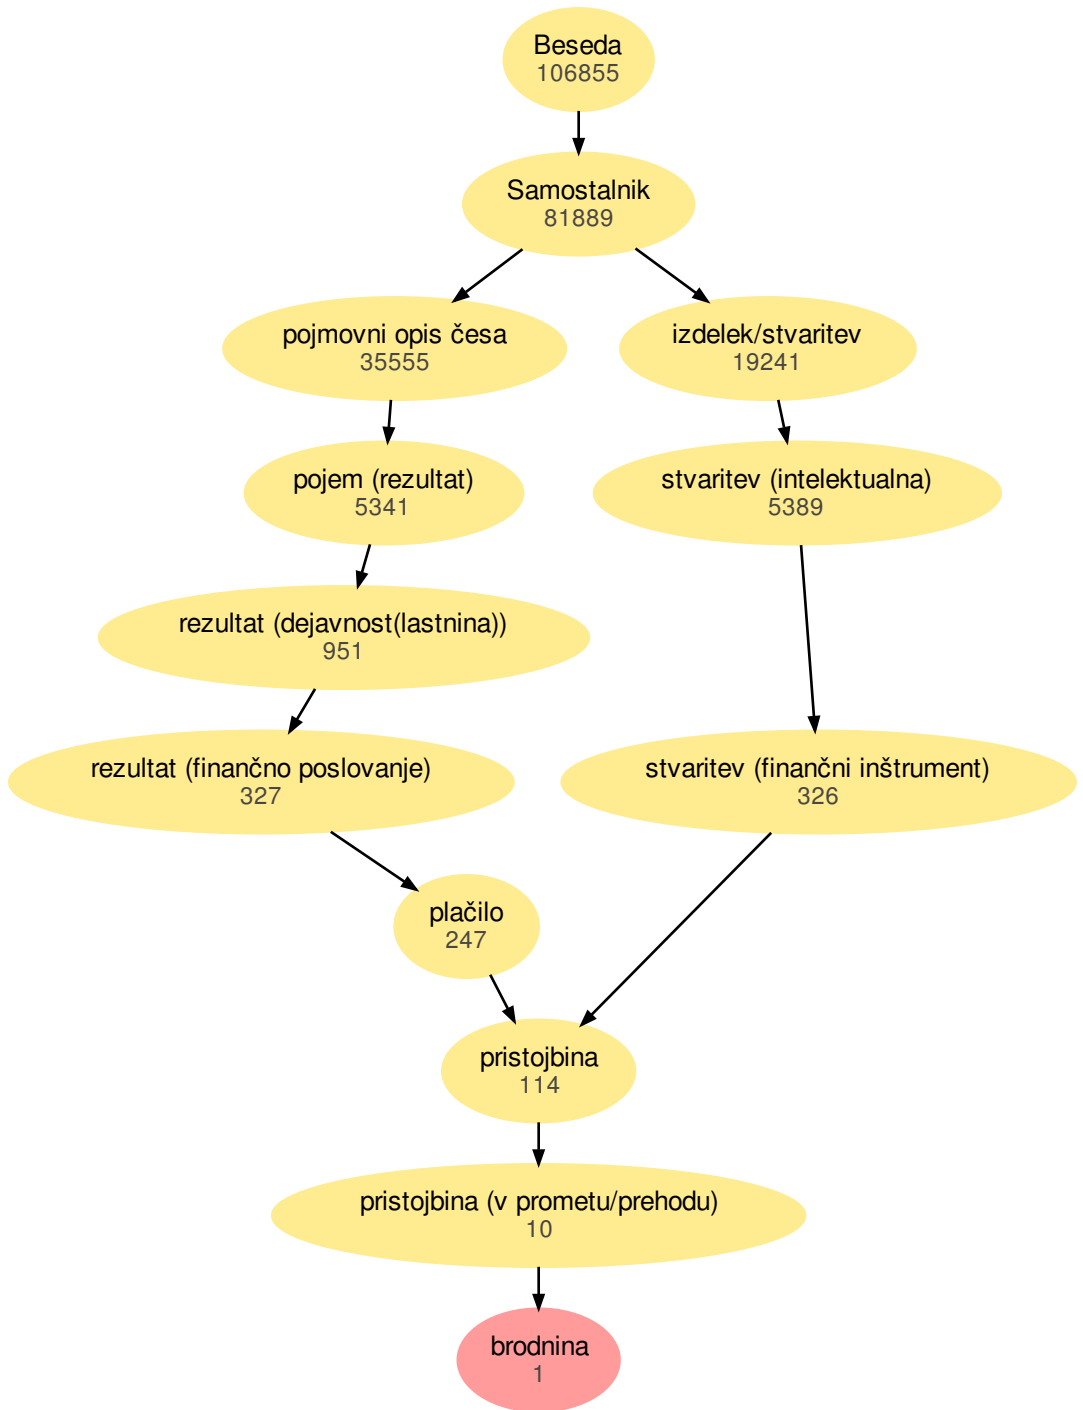 Beseda
106855
Samostalnik
81889
pojmovni opis česa
35555
izdelek/stvaritev
19241
pojem (rezultat)
5341
stvaritev (intelektualna)
5389
rezultat (dejavnost(lastnina))
951
rezultat (finančno poslovanje)
327
stvaritev (finančni inštrument)
326
plačilo
247
pristojbina
114
pristojbina (v prometu/prehodu)
10
brodnina
1